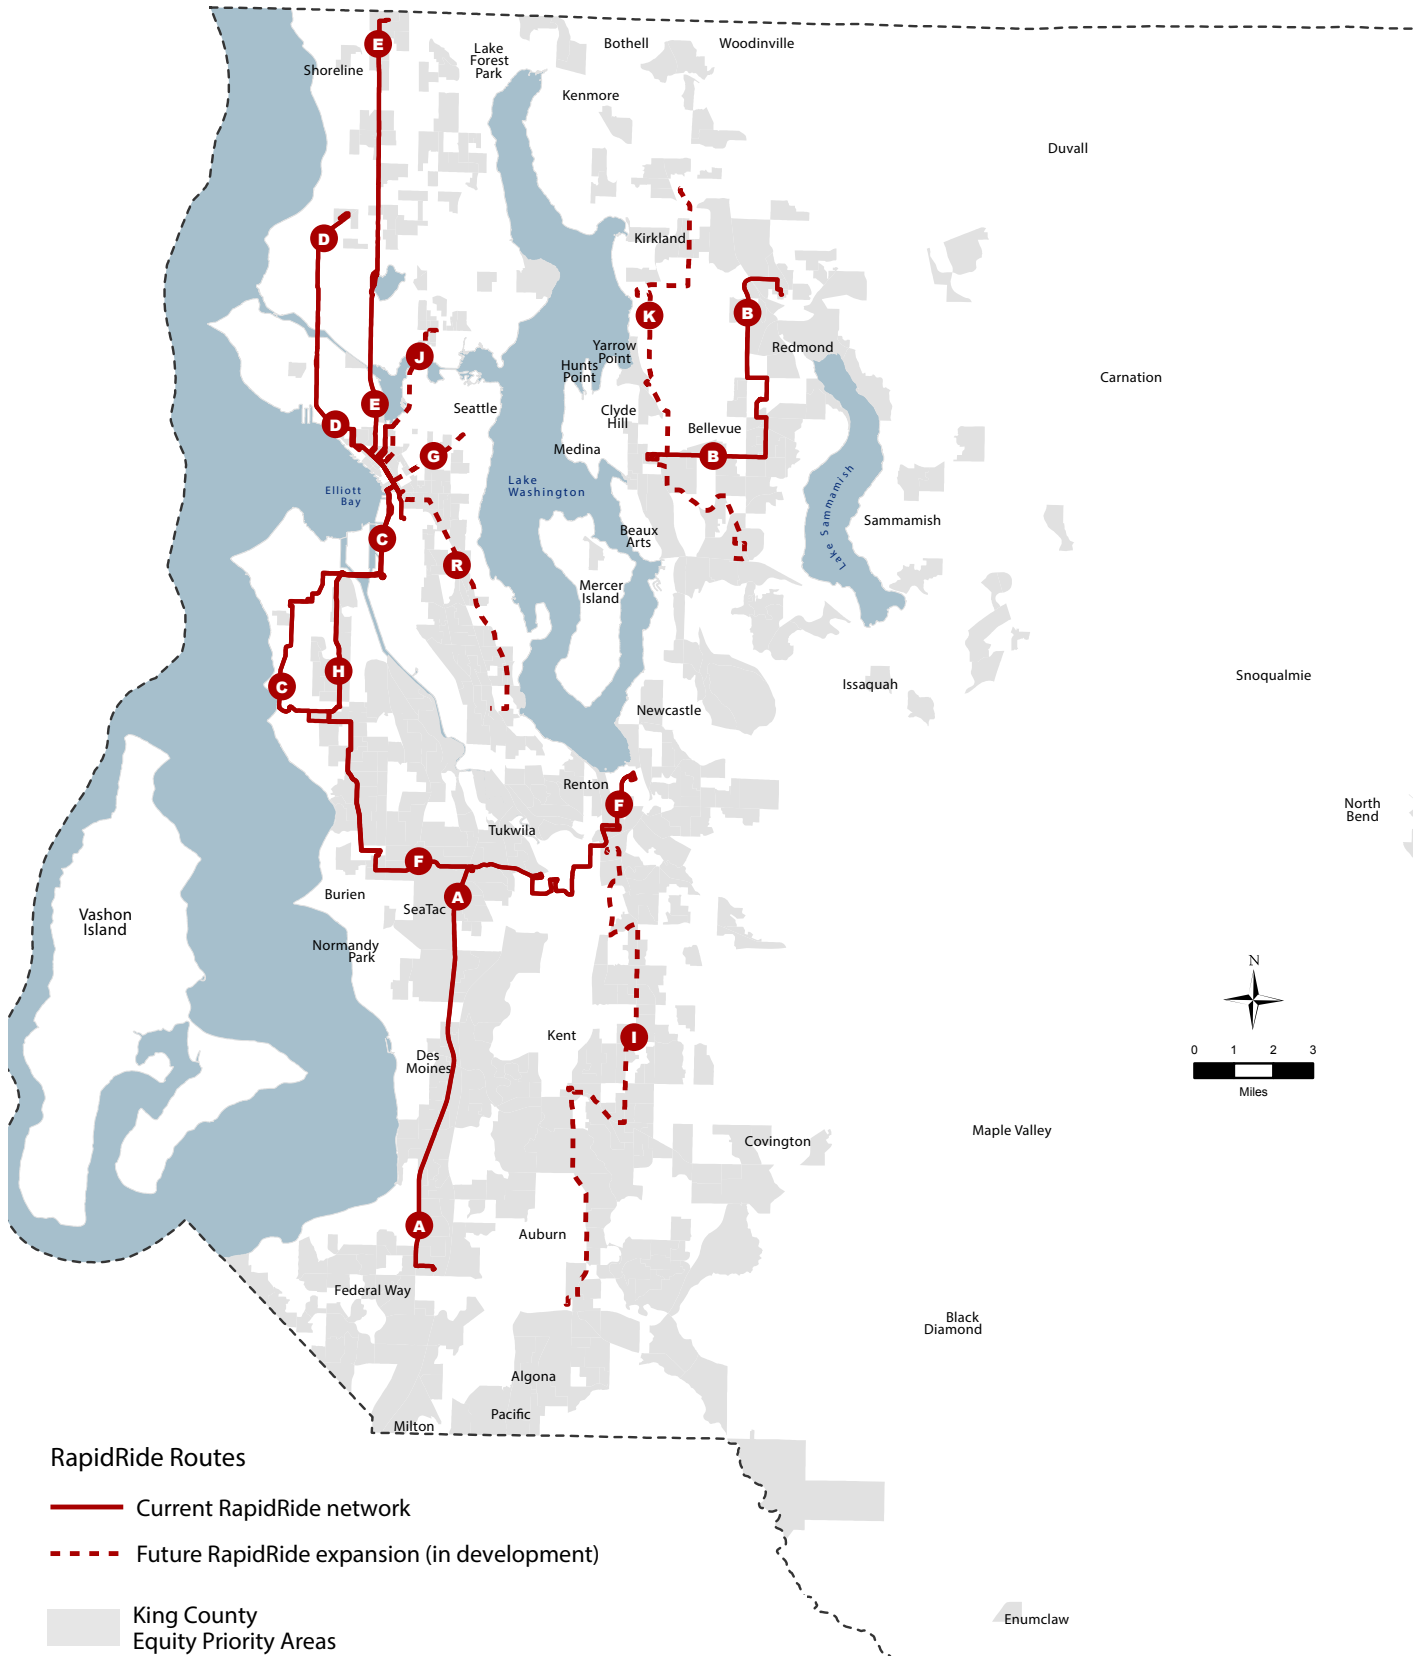 E
Shoreline
Lake
Forest
Park
Bothell
Woodinville
Kenmore
Duvall
D
Kirkland
K
B
J
Yarrow
Point
Hunts
Point
Redmond
Carnation
E
D
Seattle
Clyde
Hill
Bellevue
G
Medina
B
Elliott
Bay
Lake
Washington
Lake Sammamish
Sammamish
C
Beaux
Arts
R
Mercer
Island
H
C
Issaquah
Snoqualmie
Newcastle
Renton
F
North
Bend
Tukwila
F
Burien
A
SeaTac
Vashon
Island
Normandy
Park
N
Kent
I
Des
Moines
0 1 2 3
Miles
Maple Valley
Covington
A
Auburn
Federal Way
Black
Diamond
Algona
Pacific
Milton
RapidRide Routes
Current RapidRide network
Future RapidRide expansion (in development)
King County
Equity Priority Areas
Enumclaw